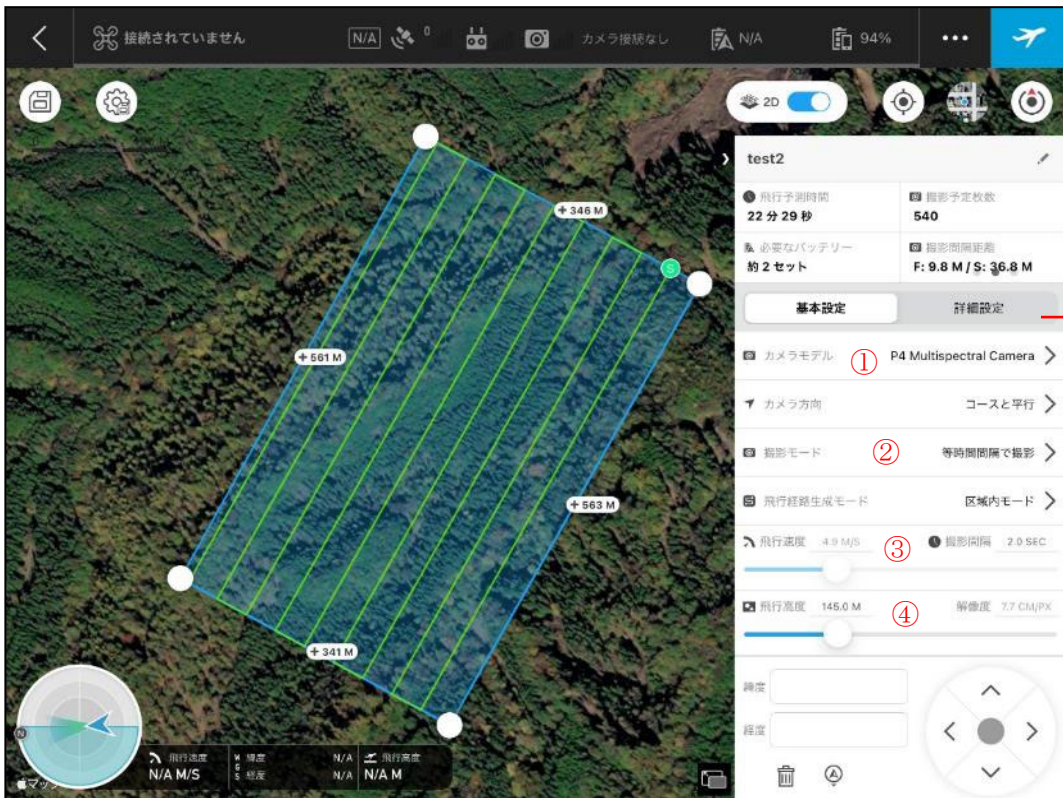 接続されていません N/A 0 カメラ接続なし N/A 94%
2D
test2
飛行予測時間 撮影予定枚数
22 分 29 秒 540
必要なバッテリー 撮影間隔距離
約 2 セット F: 9.8 M / S: 36.8 M
基本設定 詳細設定
カメラモデル ① P4 Multispectral Camera
カメラ方向 コースと平行
撮影モード ② 等時間間隔で撮影
飛行経路生成モード 区域内モード
飛行速度 4.9 M/S ③ 撮影間隔 2.0 SEC
飛行高度 145.0 M ④ 解像度 7.7 CM/PX
緯度
経度
+ 346 M
S
+ 561 M
+ 563 M
+ 341 M
N
飛行速度 WGS 緯度 N/A 飛行高度
N/A M/S 経度 N/A N/A M
マップ